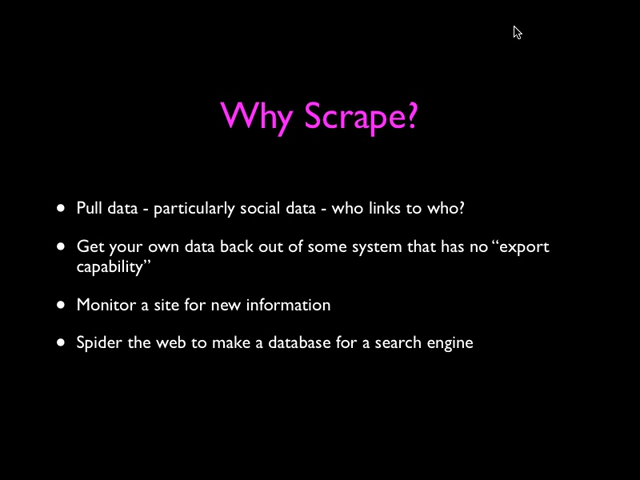 Why Scrape?
• Pull data - particularly social data - who links to who?
• Get your own data back out of some system that has no “export
capability”
• Monitor a site for new information
• Spider the web to make a database for a search engine